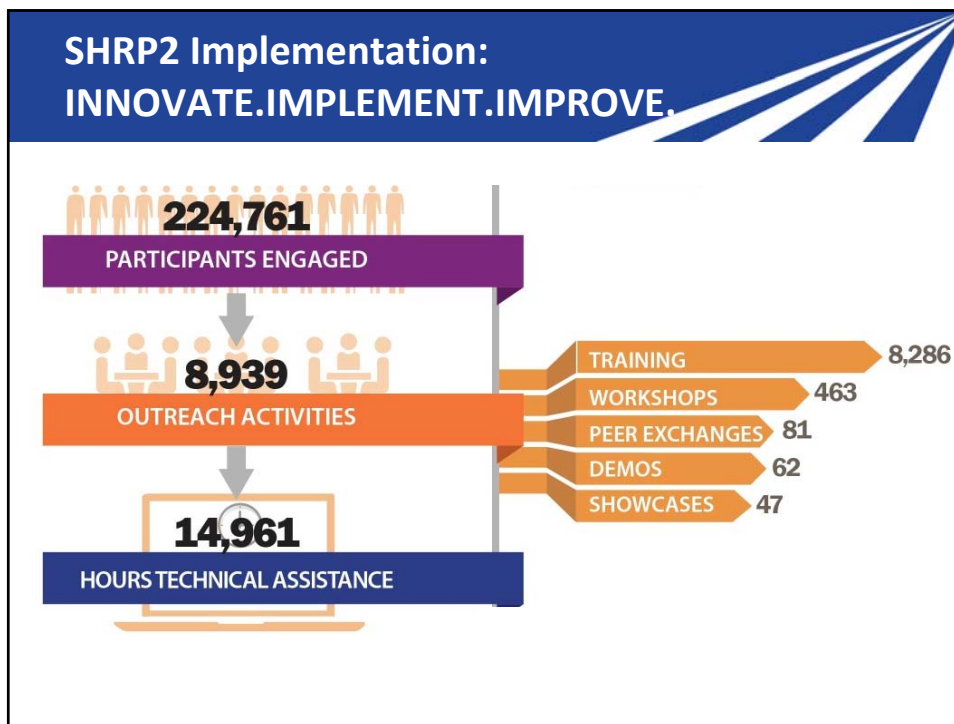 SHRP2 Implementation:
INNOVATE.IMPLEMENT.IMPROVE.
224,761
PARTICIPANTS ENGAGED
8,939
OUTREACH ACTIVITIES
14,961
HOURS TECHNICAL ASSISTANCE
TRAINING 8,286
WORKSHOPS 463
PEER EXCHANGES 81
DEMOS 62
SHOWCASES 47